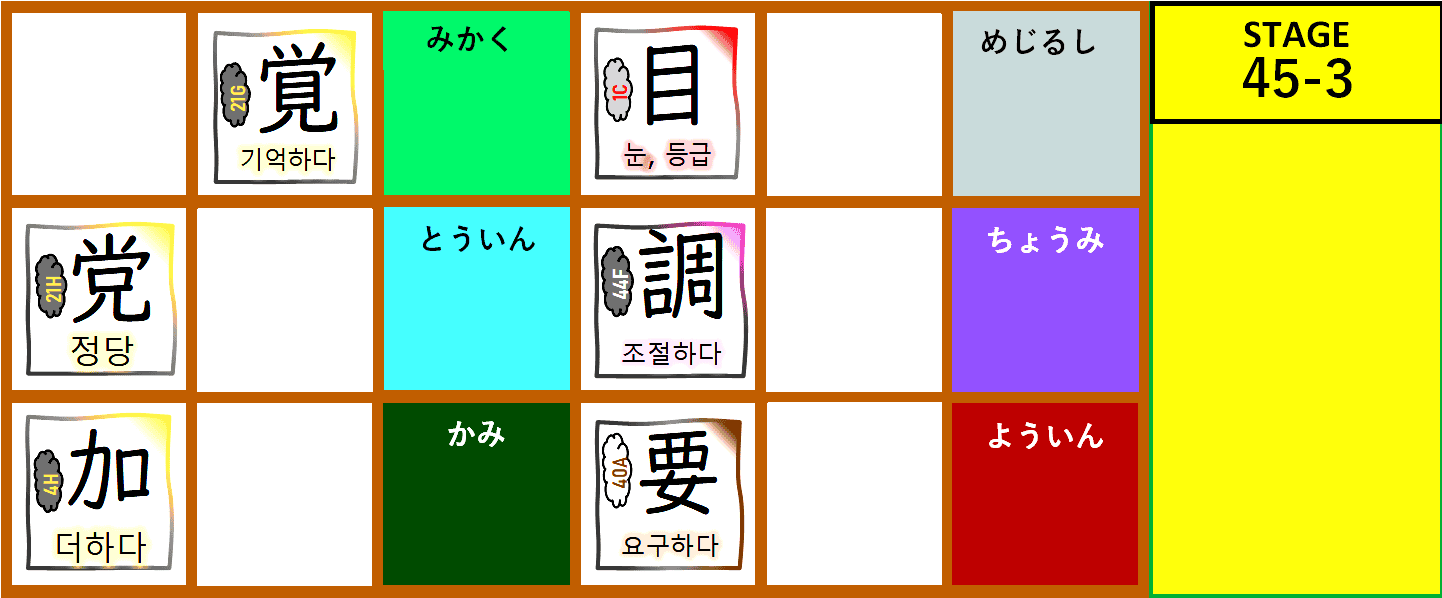 21G
覚
기억하다
みかく
1C
目
눈, 등급
めじるし
STAGE
45-3
21H
党
정당
とういん
44F
調
조절하다
ちょうみ
4H
加
더하다
かみ
40A
要
요구하다
よういん